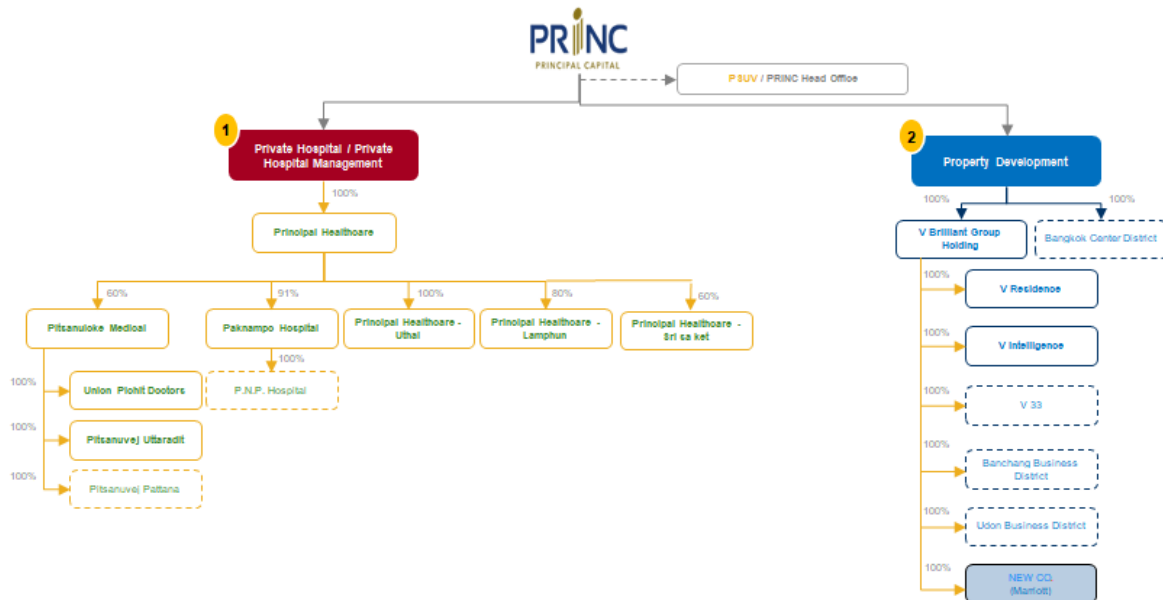 PRINC
PRINCIPAL CAPITAL
PSUV / PRINC Head Office
1
Private Hospital / Private
Hospital Management
2
Property Development
100%
100%
100%
Principal Healthcare
V Brilliant Group
Holding
Bangkok Center District
60%
91%
100%
80%
60%
100%
V Residence
Pitsanuloke Medical
Paknampo Hospital
Principal Healthcare -
Uthai
Principal Healthcare -
Lamphun
Principal Healthcare -
Sri sa ket
100%
V Intelligence
100%
100%
Union Plohit Dootors
P.N.P. Hospital
100%
V 33
100%
Pitsanuvej Uttaradit
100%
Banchang Business
District
100%
Pitsanuvej Pattana
100%
Udon Business District
100%
NEW CO.
(Marriott)